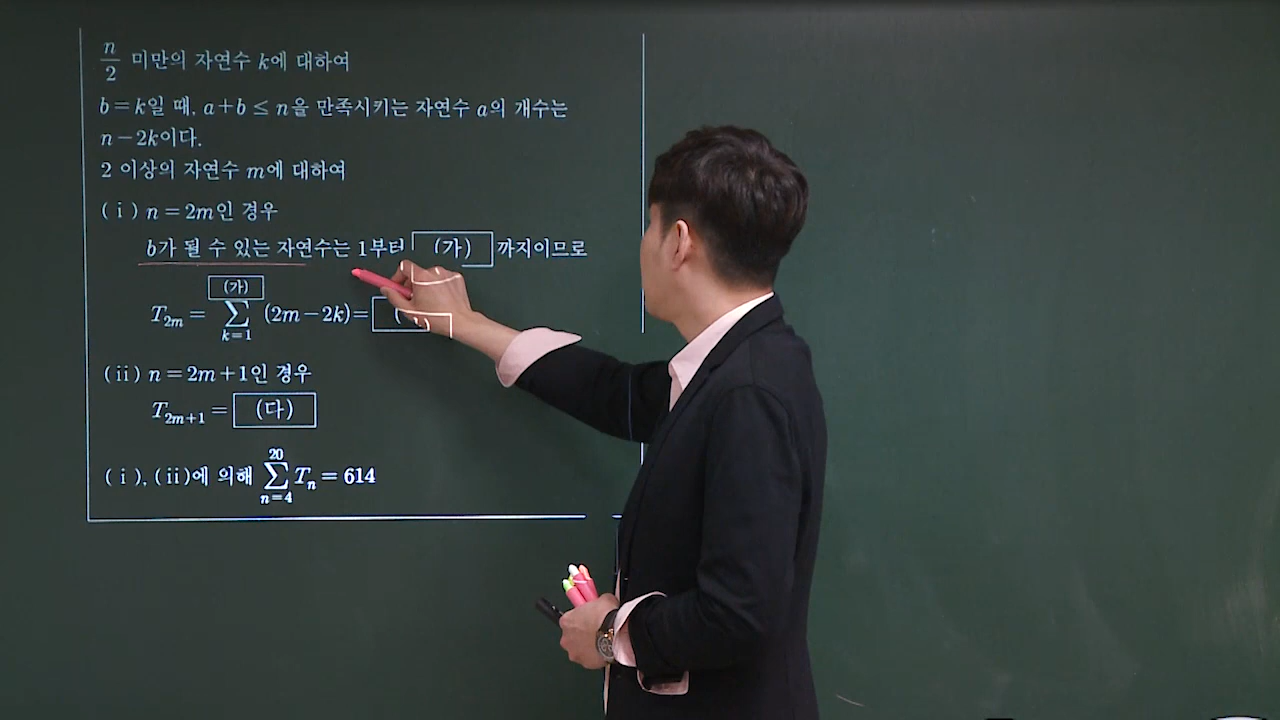 n/2 미만의 자연수 k에 대하여
b=k일 때, a+b≤n을 만족시키는 자연수 a의 개수는
n-2k이다.
2 이상의 자연수 m에 대하여
(ⅰ) n=2m인 경우
b가 될 수 있는 자연수는 1부터 (가) 까지이므로
T_{2m} = \sum_{k=1}^{(가)} (2m-2k)=
(ⅱ) n=2m+1인 경우
T_{2m+1} = (다)
(ⅰ), (ⅱ)에 의해 \sum_{n=4}^{20} T_n = 614